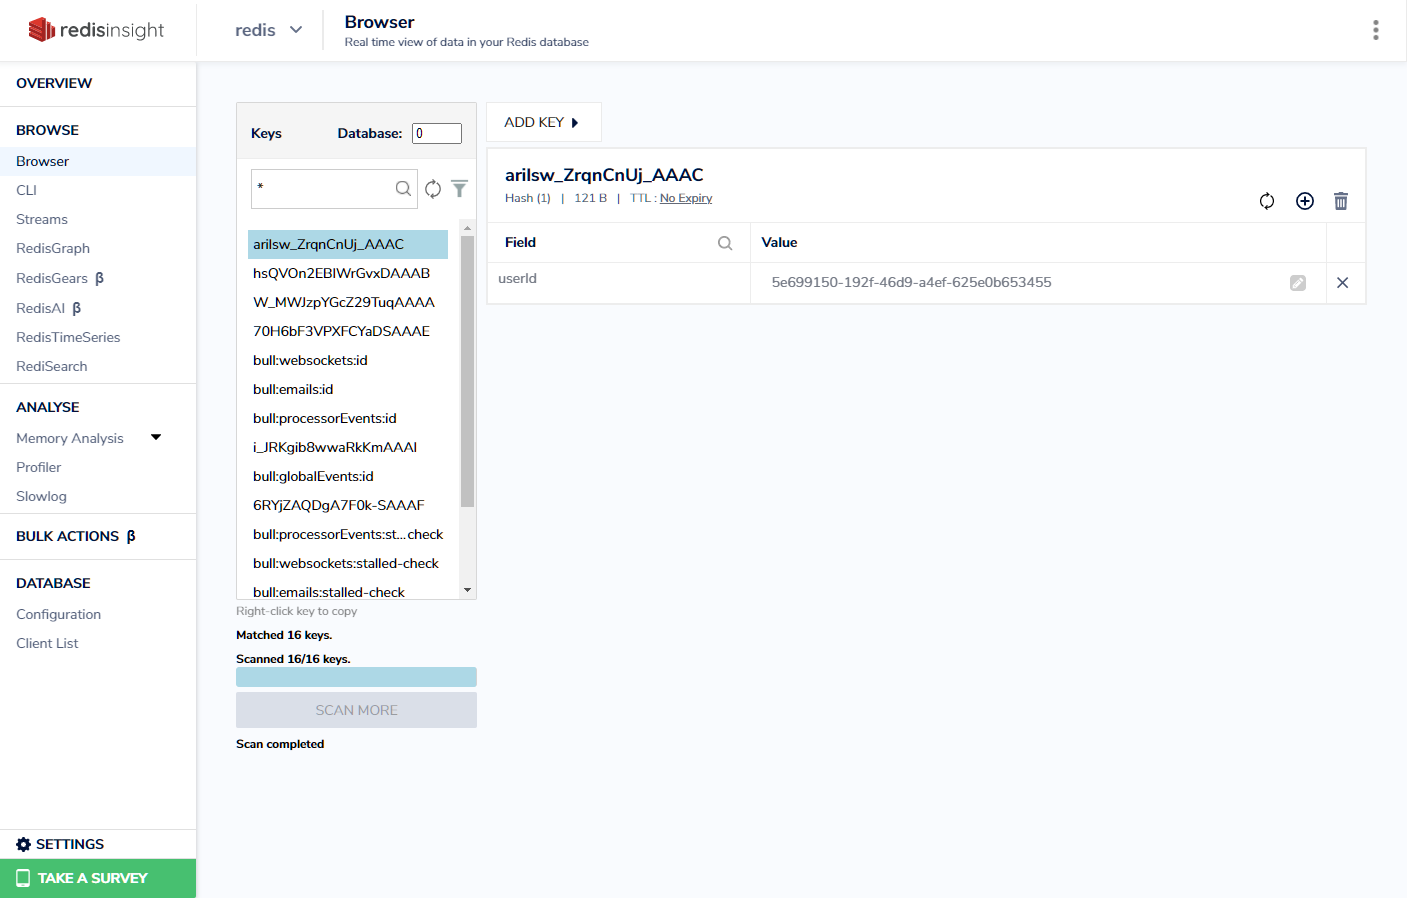 redisinsight
redis
Browser
Real time view of data in your Redis database
OVERVIEW
BROWSE
Browser
CLI
Streams
RedisGraph
RedisGears β
RedisAI β
RedisTimeSeries
RediSearch
ANALYSE
Memory Analysis
Profiler
Slowlog
BULK ACTIONS β
DATABASE
Configuration
Client List
SETTINGS
TAKE A SURVEY
Keys Database: 0
*
arilsw_ZrqnCnUj_AAAC
hsQVOn2EBIWrGvxDAAAB
W_MWJzpYGcZ29TuqAAAA
70H6bF3VPXFCYaDSAAAE
bull:websockets:id
bull:emails:id
bull:processorEvents:id
i_JRKgib8wwaRkKmAAAI
bull:globalEvents:id
6RYjZAQDgA7F0k-SAAAF
bull:processorEvents:st...check
bull:websockets:stalled-check
bull:emails:stalled-check
Right-click key to copy
Matched 16 keys.
Scanned 16/16 keys.
SCAN MORE
Scan completed
ADD KEY
arilsw_ZrqnCnUj_AAAC
Hash (1) | 121 B | TTL : No Expiry
Field Value
userId 5e699150-192f-46d9-a4ef-625e0b653455